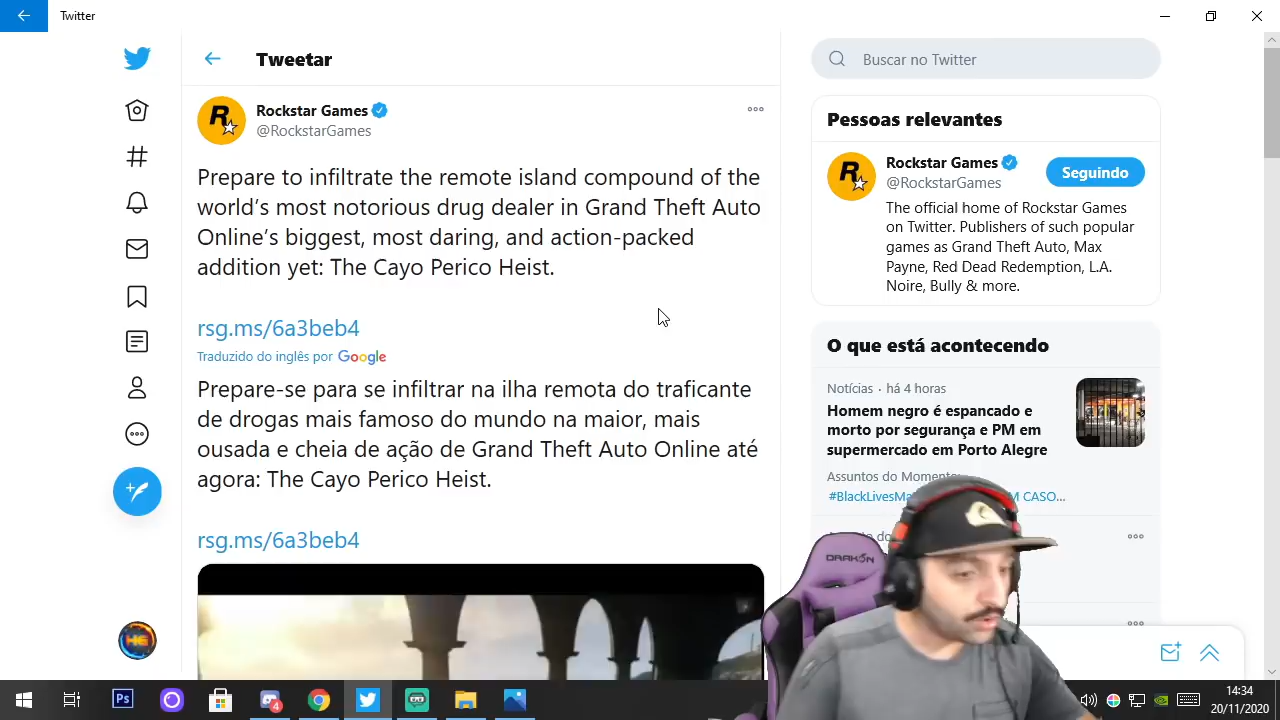 Twitter
Tweetar
Buscar no Twitter
Rockstar Games
@RockstarGames
Prepare to infiltrate the remote island compound of the
world's most notorious drug dealer in Grand Theft Auto
Online's biggest, most daring, and action-packed
addition yet: The Cayo Perico Heist.
rsg.ms/6a3beb4
Traduzido do inglês por Google
Prepare-se para se infiltrar na ilha remota do traficante
de drogas mais famoso do mundo na maior, mais
ousada e cheia de ação de Grand Theft Auto Online até
agora: The Cayo Perico Heist.
rsg.ms/6a3beb4
Pessoas relevantes
Rockstar Games
@RockstarGames
Seguindo
The official home of Rockstar Games
on Twitter. Publishers of such popular
games as Grand Theft Auto, Max
Payne, Red Dead Redemption, L.A.
Noire, Bully & more.
O que está acontecendo
Notícias · há 4 horas
Homem negro é espancado e
morto por segurança e PM em
supermercado em Porto Alegre
Assuntos do Momento:
CASO...
DRAKON
HE
Ps
4
14:34
20/11/2020